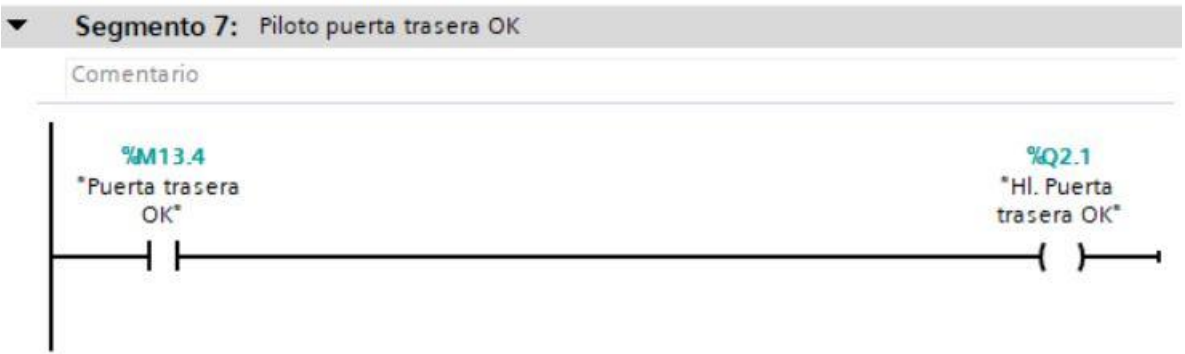 Segmento 7: Piloto puerta trasera OK
Comentario
%M13.4
"Puerta trasera
OK"
%Q2.1
"Hl. Puerta
trasera OK"